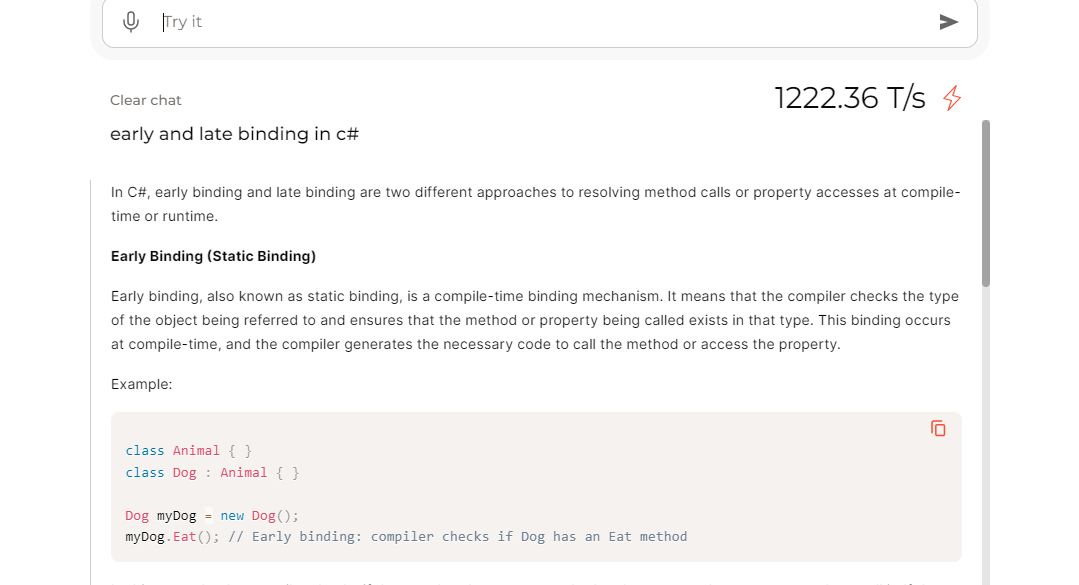 Try it
Clear chat
1222.36 T/s
early and late binding in c#
In C#, early binding and late binding are two different approaches to resolving method calls or property accesses at compile-
time or runtime.
Early Binding (Static Binding)
Early binding, also known as static binding, is a compile-time binding mechanism. It means that the compiler checks the type
of the object being referred to and ensures that the method or property being called exists in that type. This binding occurs
at compile-time, and the compiler generates the necessary code to call the method or access the property.
Example:
class Animal { }
class Dog : Animal { }
Dog myDog = new Dog();
myDog.Eat(); // Early binding: compiler checks if Dog has an Eat method